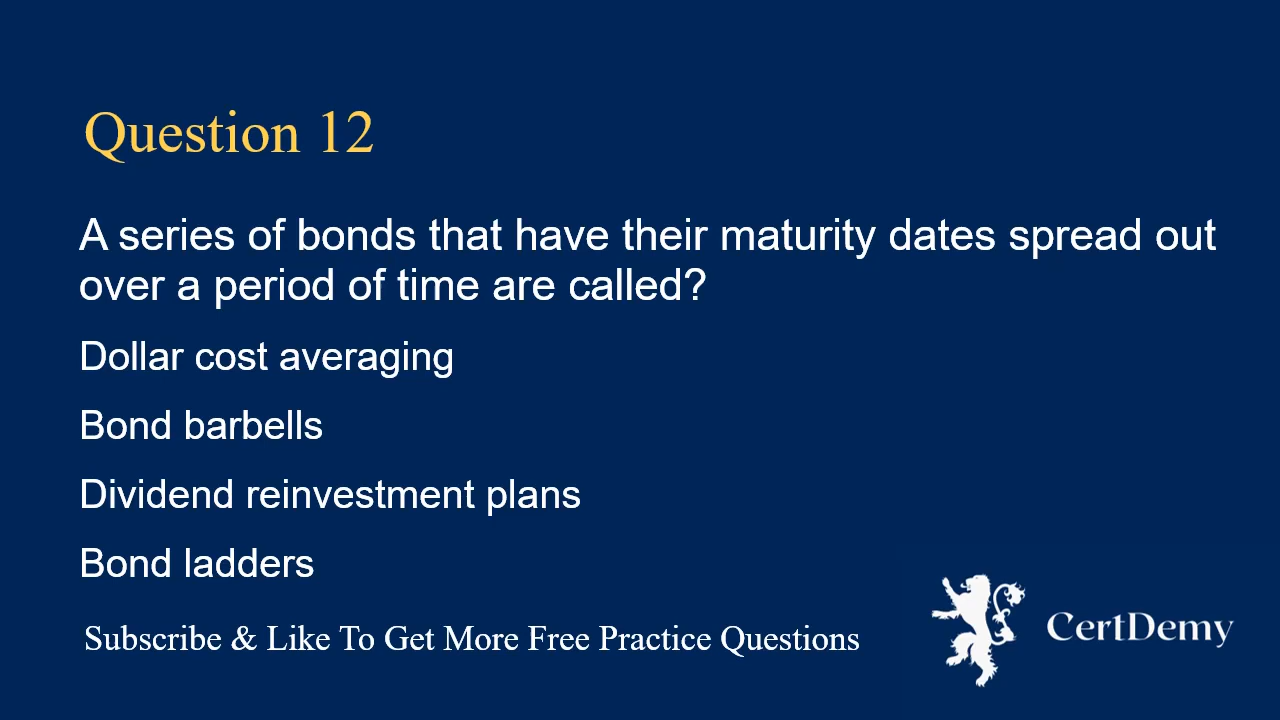 Question 12
A series of bonds that have their maturity dates spread out
over a period of time are called?
Dollar cost averaging
Bond barbells
Dividend reinvestment plans
Bond ladders
Subscribe & Like To Get More Free Practice Questions
CertDemy